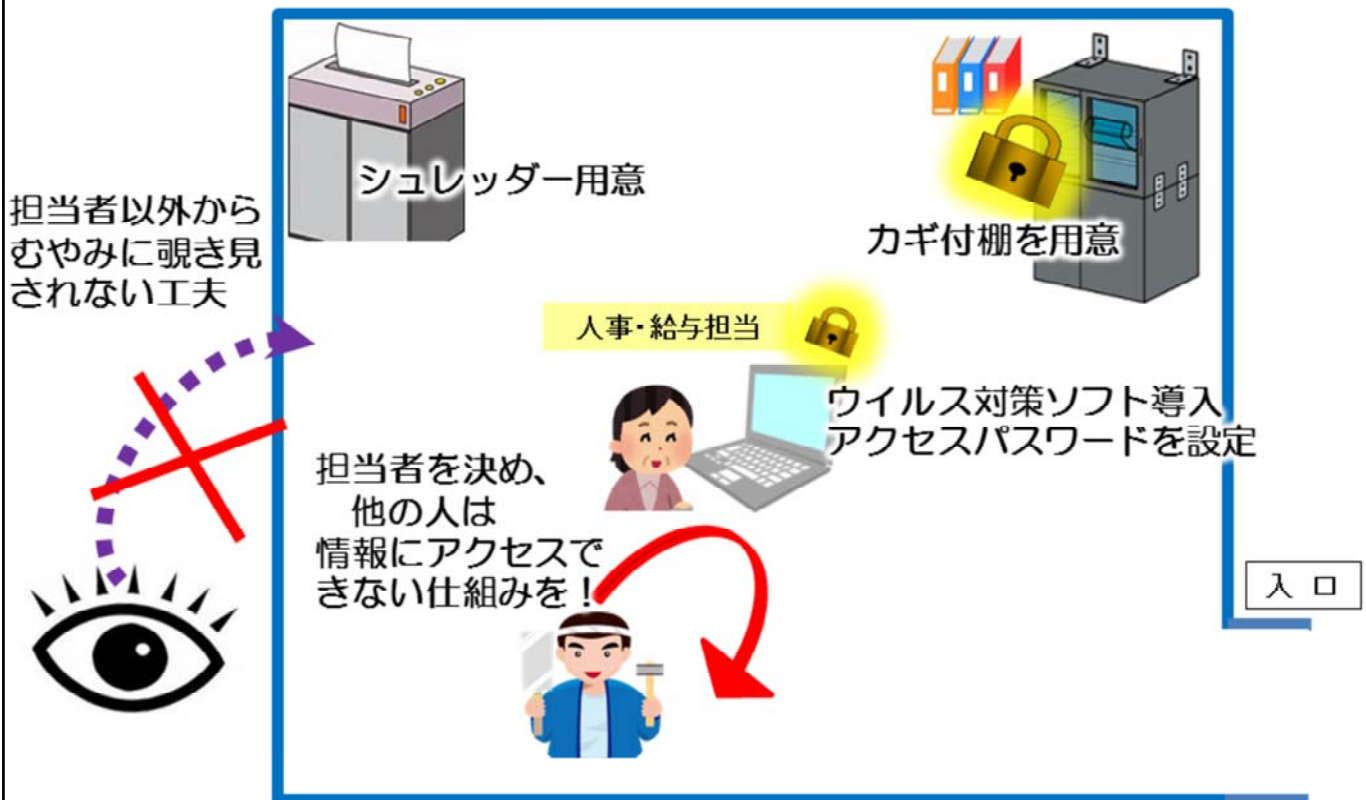 シュレッダー用意
カギ付棚を用意
担当者以外から
むやみに覗き見
されない工夫
人事・給与担当
ウイルス対策ソフト導入
アクセスパスワードを設定
担当者を決め、
他の人は
情報にアクセスで
きない仕組みを！
入口